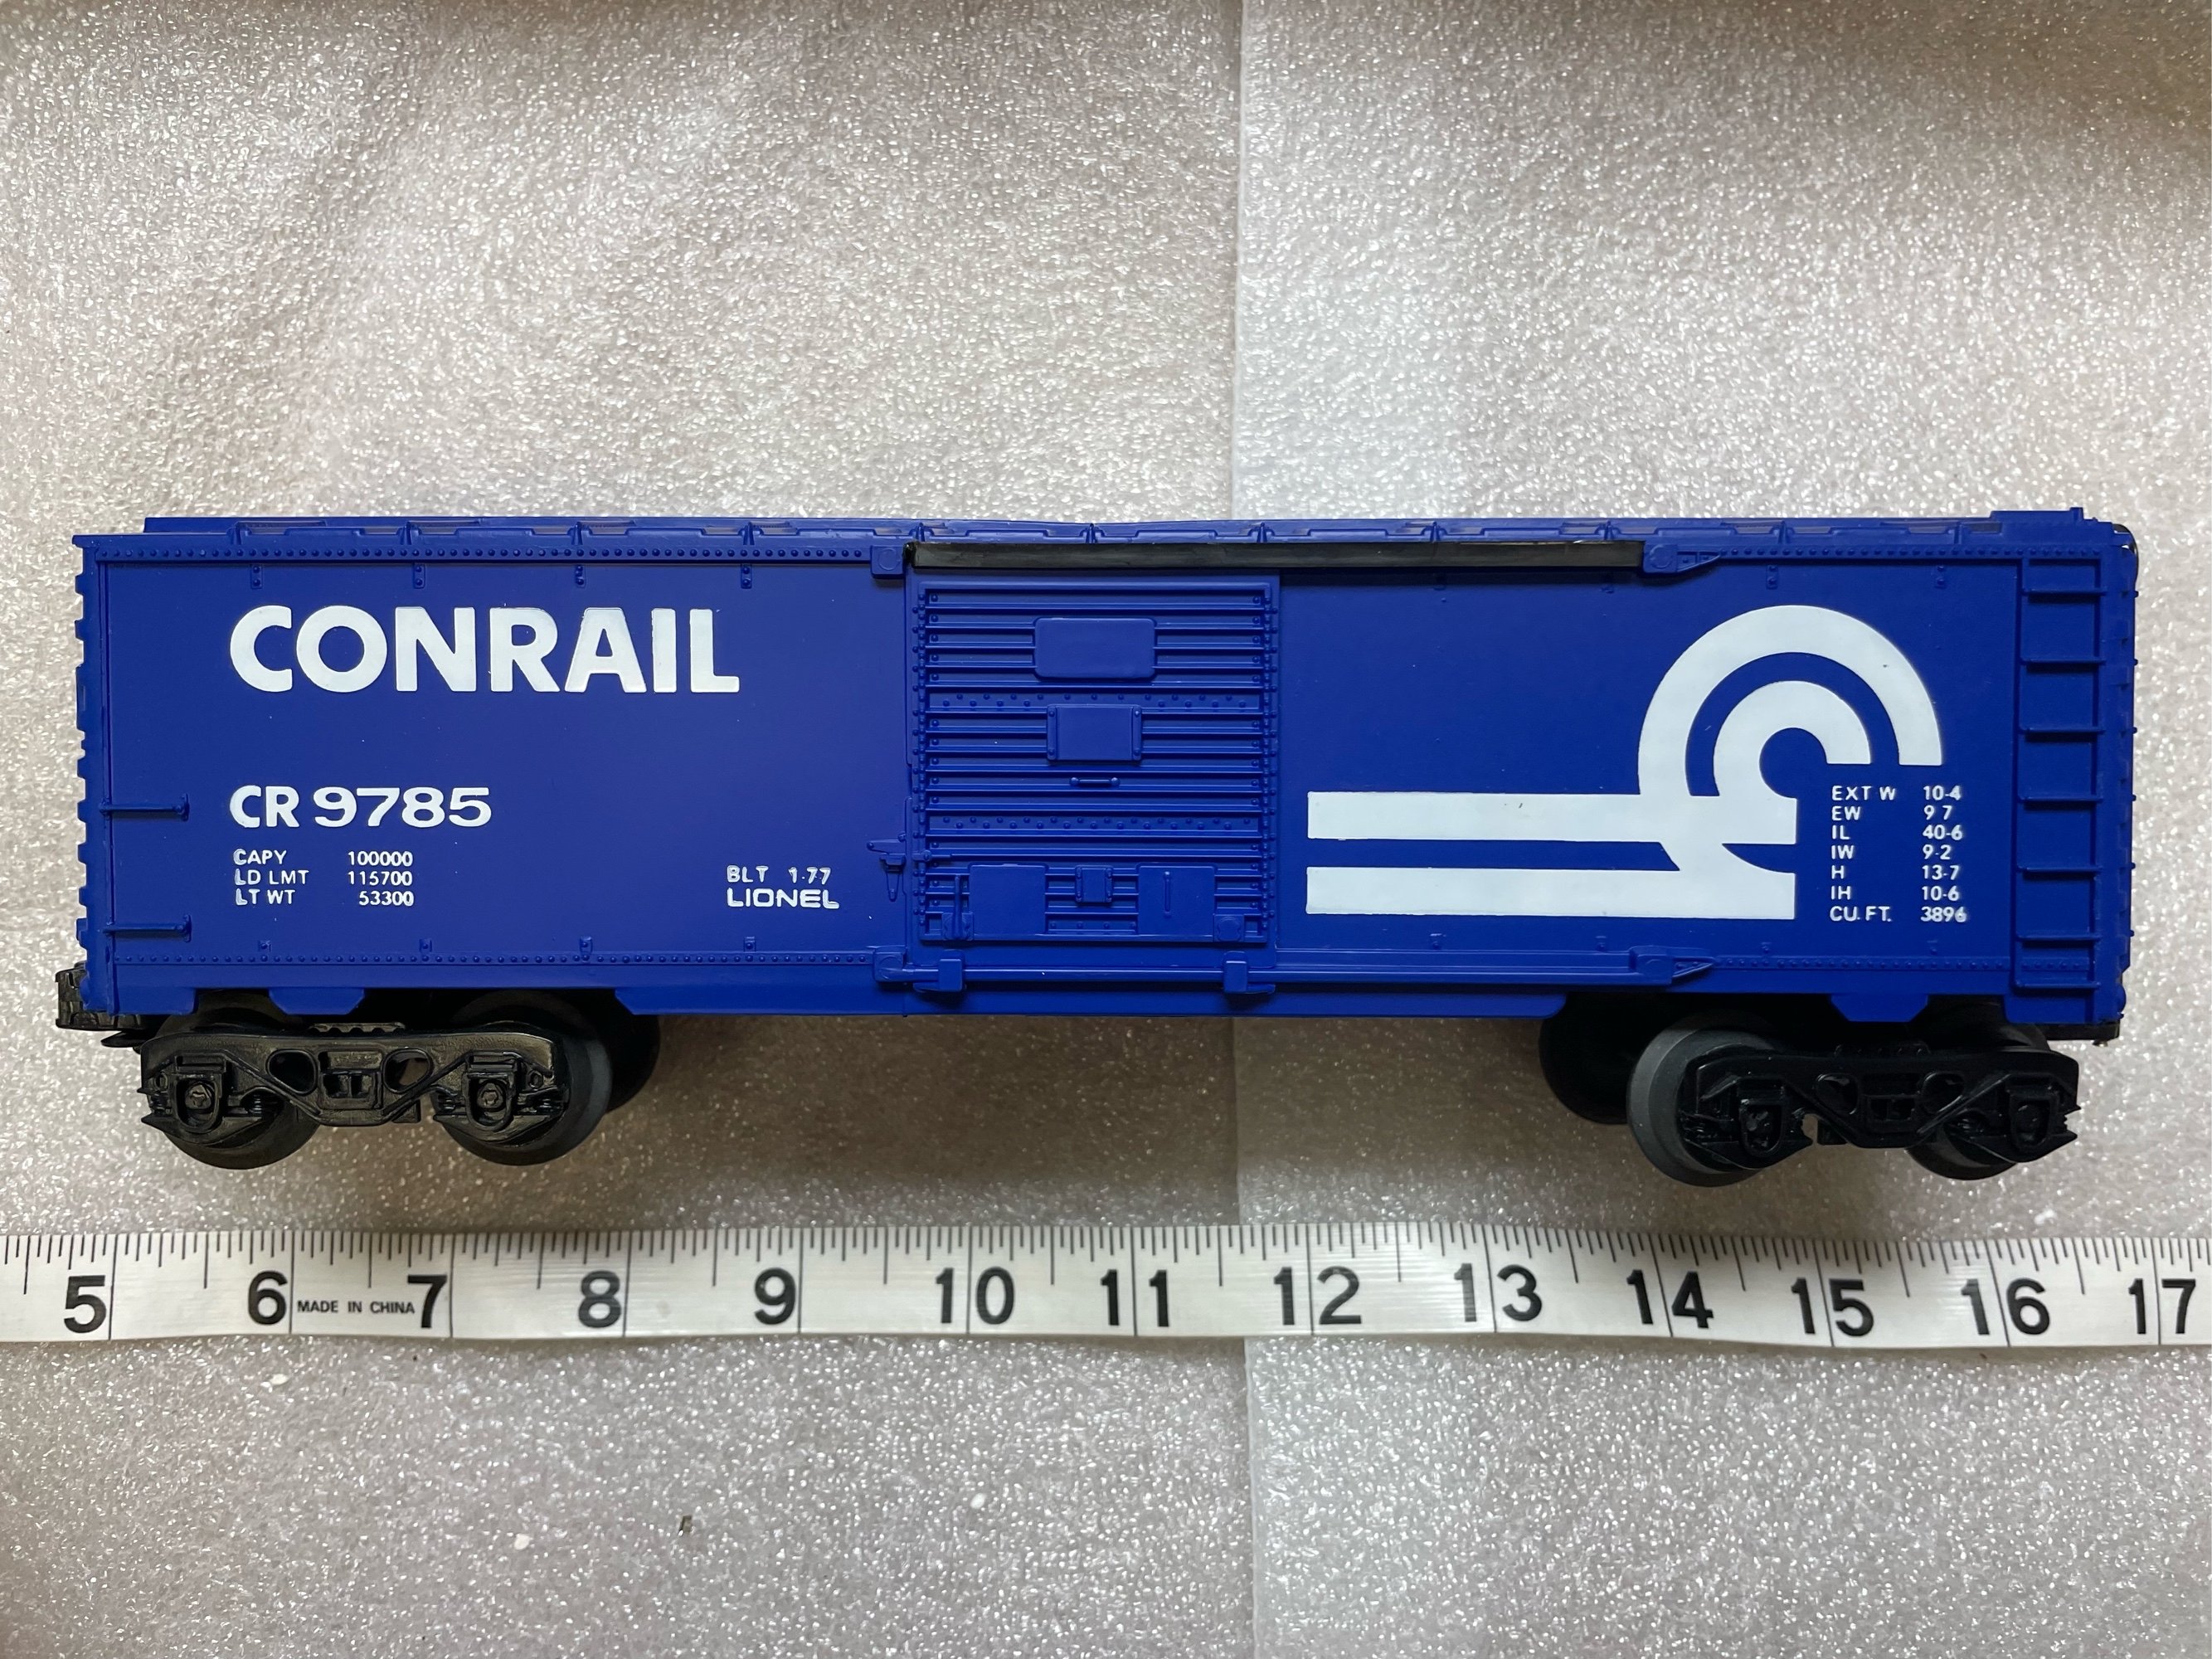 CONRAIL
CR 9785
CAPY 100000
LD LMT 115700
LT WT 53300
BLT 1-77
LIONEL
EXT W 10-4
EW 9 7
IL 40-6
IW 9-2
H 13-7
IH 10-6
CU. FT. 3896
5 6 MADE IN CHINA 7 8 9 10 11 12 13 14 15 16 17